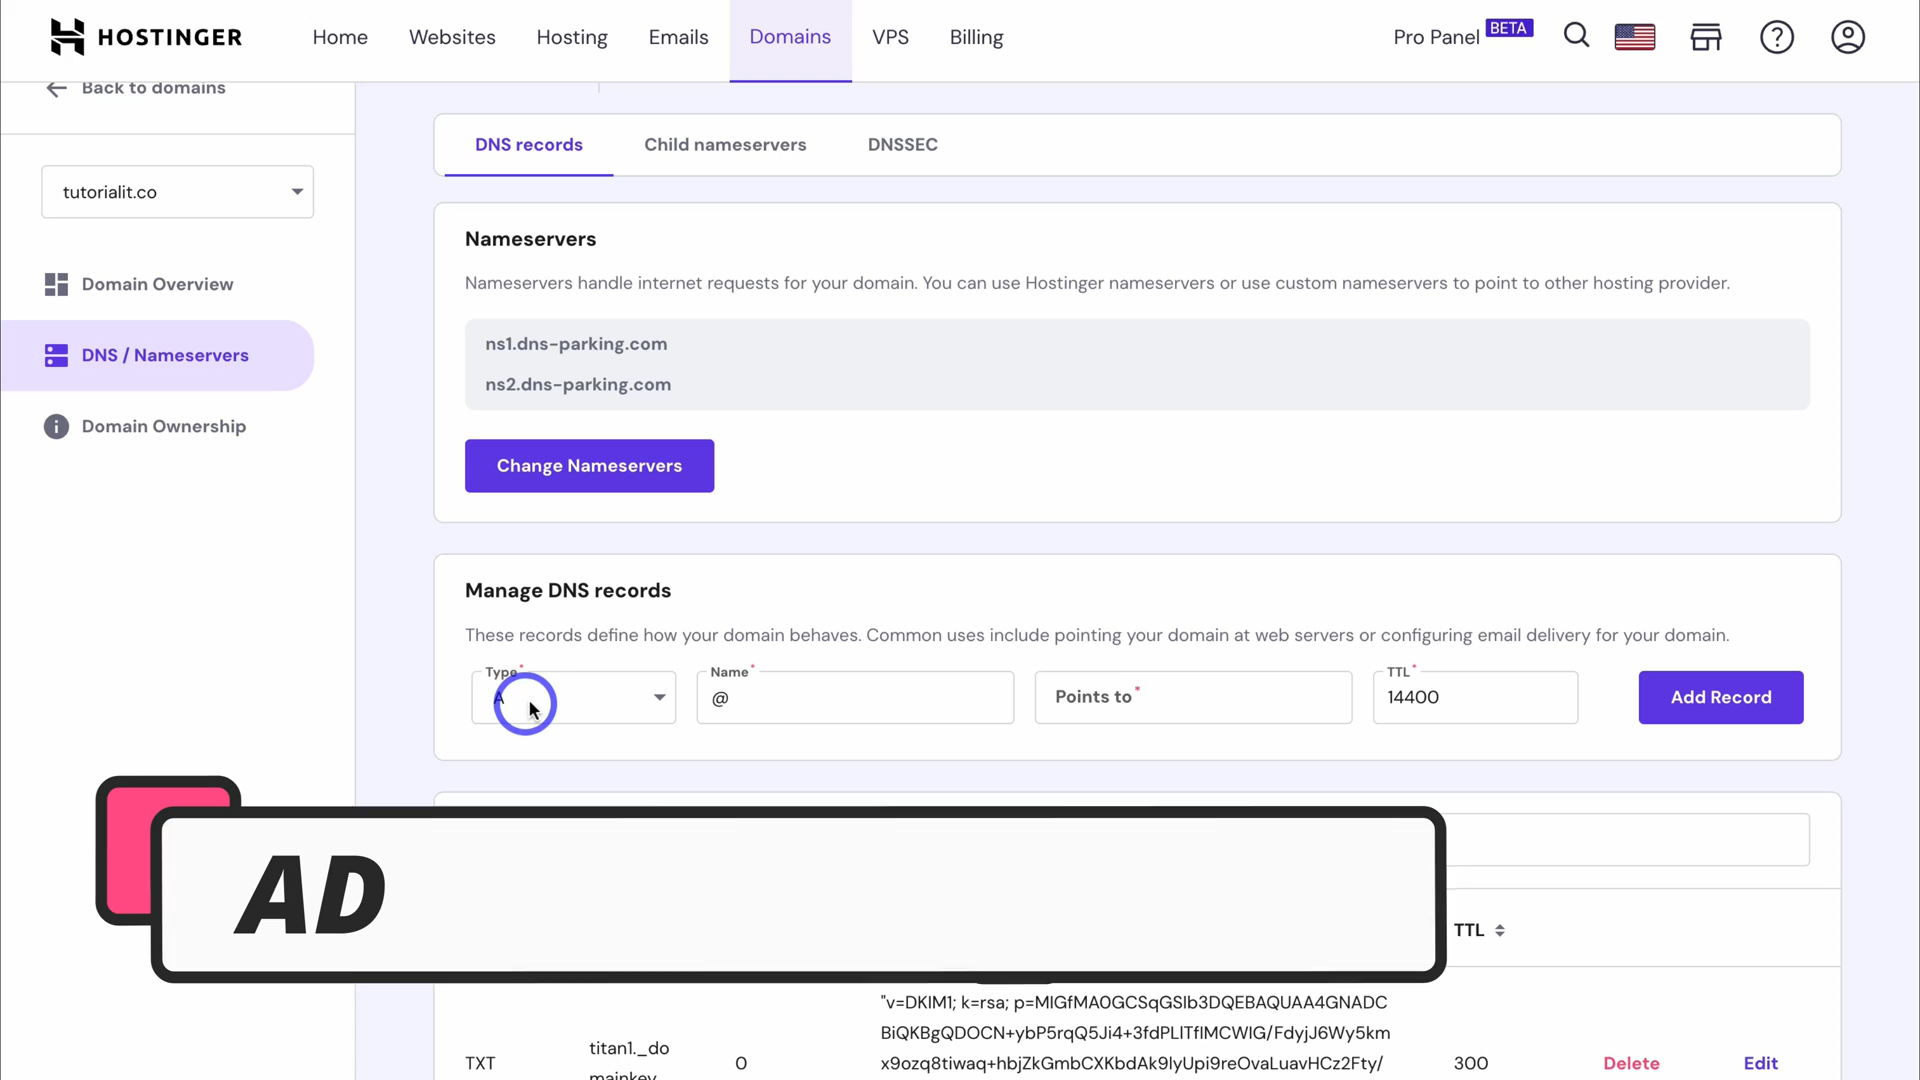 HOSTINGER
Home
Websites
Hosting
Emails
Domains
VPS
Billing
Pro Panel
BETA
?
Back to domains
tutorialit.co
Domain Overview
DNS / Nameservers
Domain Ownership
DNS records
Child nameservers
DNSSEC
Nameservers
Nameservers handle internet requests for your domain. You can use Hostinger nameservers or use custom nameservers to point to other hosting provider.
ns1.dns-parking.com
ns2.dns-parking.com
Change Nameservers
Manage DNS records
These records define how your domain behaves. Common uses include pointing your domain at web servers or configuring email delivery for your domain.
Type *
A
Name *
@
Points to *
TTL *
14400
Add Record
AD
TTL
"v=DKIM1; k=rsa; p=MIGfMA0GCSqGSIb3DQEBAQUAA4GNADC
BiQKBgQDOCN+ybP5rqQ5Ji4+3fdPLITfIMCWIG/FdyjJ6Wy5km
x9ozq8tiwaq+hbjZkGmbCXKbdAk9lyUpi9reOvaLuavHCz2Fty/
TXT
titan1._do
mainkey
0
300
Delete
Edit